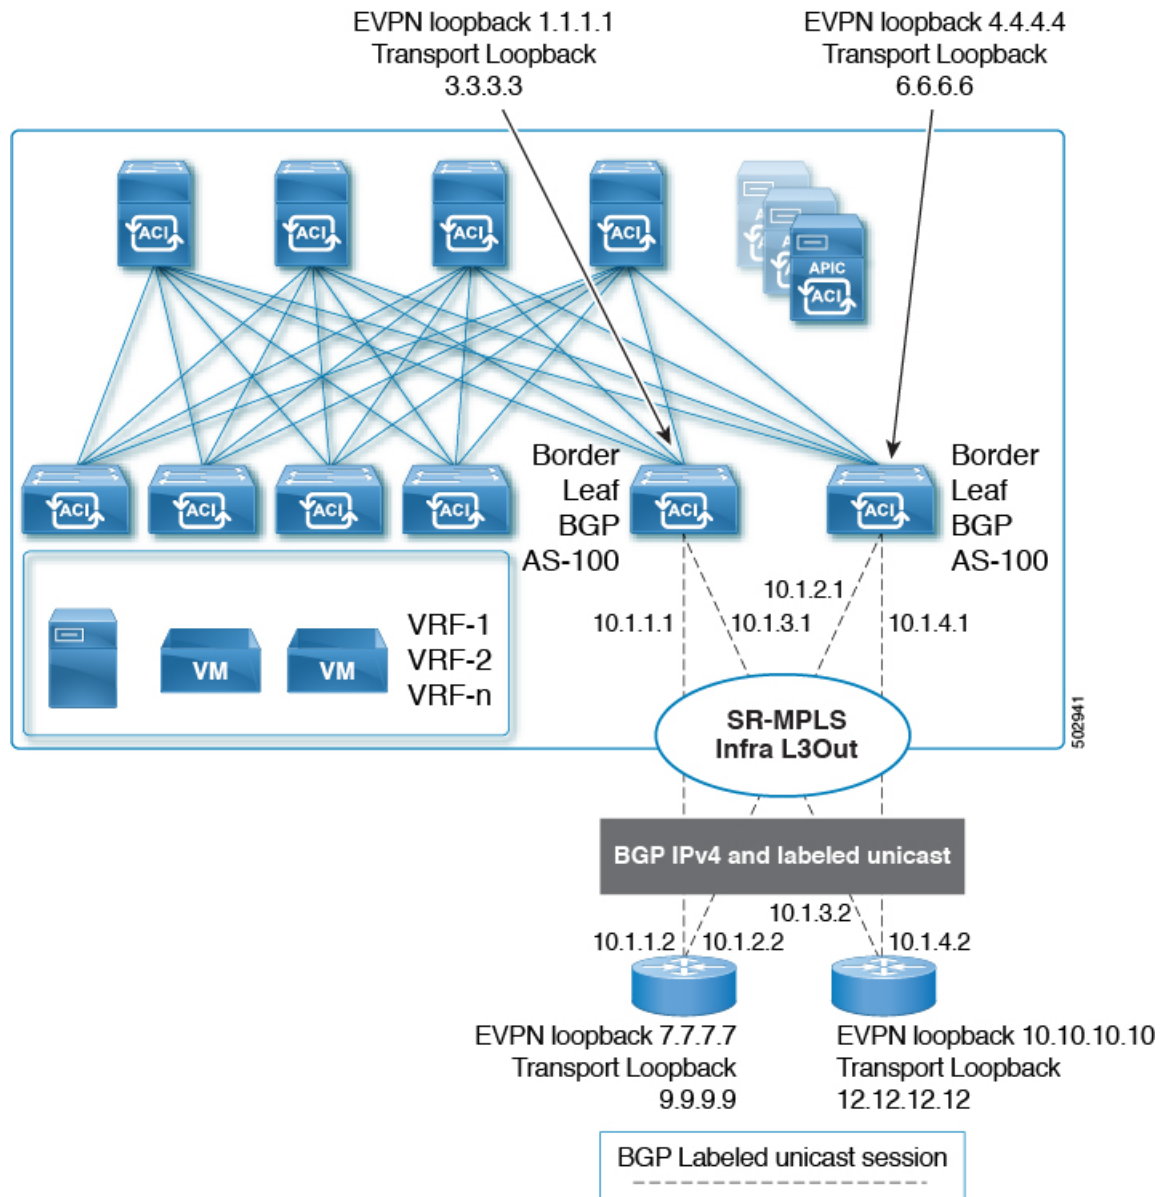 EVPN loopback 1.1.1.1
Transport Loopback
3.3.3.3
EVPN loopback 4.4.4.4
Transport Loopback
6.6.6.6
ACI
ACI
ACI
ACI
A
A
APIC
ACI
ACI
ACI
ACI
ACI
Border
Leaf
BGP
AS-100
ACI
ACI
Border
Leaf
BGP
AS-100
VM
VM
VRF-1
VRF-2
VRF-n
10.1.1.1
10.1.3.1
10.1.2.1
10.1.4.1
SR-MPLS
Infra L3Out
502941
BGP IPv4 and labeled unicast
10.1.1.2
10.1.2.2
10.1.3.2
10.1.4.2
EVPN loopback 7.7.7.7
Transport Loopback
9.9.9.9
EVPN loopback 10.10.10.10
Transport Loopback
12.12.12.12
BGP Labeled unicast session